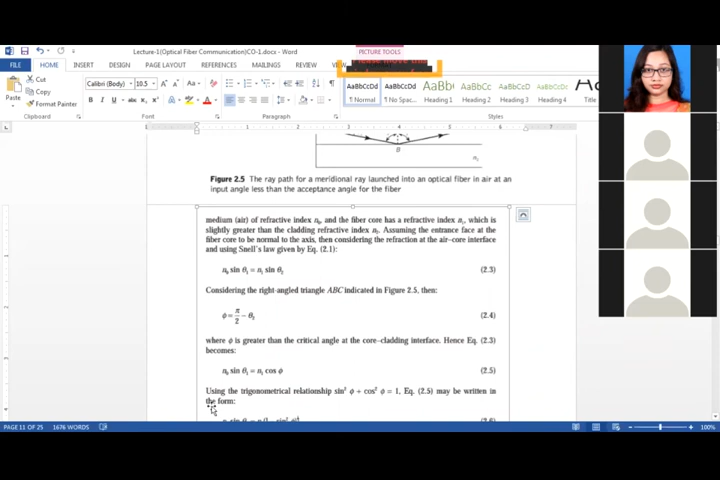 Lecture-1(Optical Fiber Communication)CO-1.docx - Word
PICTURE TOOLS
FILE HOME INSERT DESIGN PAGE LAYOUT REFERENCES MAILINGS REVIEW
Cut
Copy
Format Painter
Paste
Clipboard
Calibri (Body) 10.5
Font
Paragraph
AaBbCcDd AaBbCcDd AaBbC AaBbCc AaBbCc AaBbCcD
¶ Normal ¶ No Spac... Heading 1 Heading 2 Heading 3 Heading 4 Title
Styles
B
n₂
Figure 2.5 The ray path for a meridional ray launched into an optical fiber in air at an
input angle less than the acceptance angle for the fiber
medium (air) of refractive index n₀, and the fiber core has a refractive index n₁, which is
slightly greater than the cladding refractive index n₂. Assuming the entrance face at the
fiber core to be normal to the axis, then considering the refraction at the air–core interface
and using Snell's law given by Eq. (2.1):
n₀ sin θ₁ = n₁ sin θ₂ (2.3)
Considering the right-angled triangle ABC indicated in Figure 2.5, then:
ϕ = π/2 − θ₂ (2.4)
where ϕ is greater than the critical angle at the core–cladding interface. Hence Eq. (2.3)
becomes:
n₀ sin θ₁ = n₁ cos ϕ (2.5)
Using the trigonometrical relationship sin² ϕ + cos² ϕ = 1, Eq. (2.5) may be written in
the form:
PAGE 11 OF 25 1676 WORDS
100%